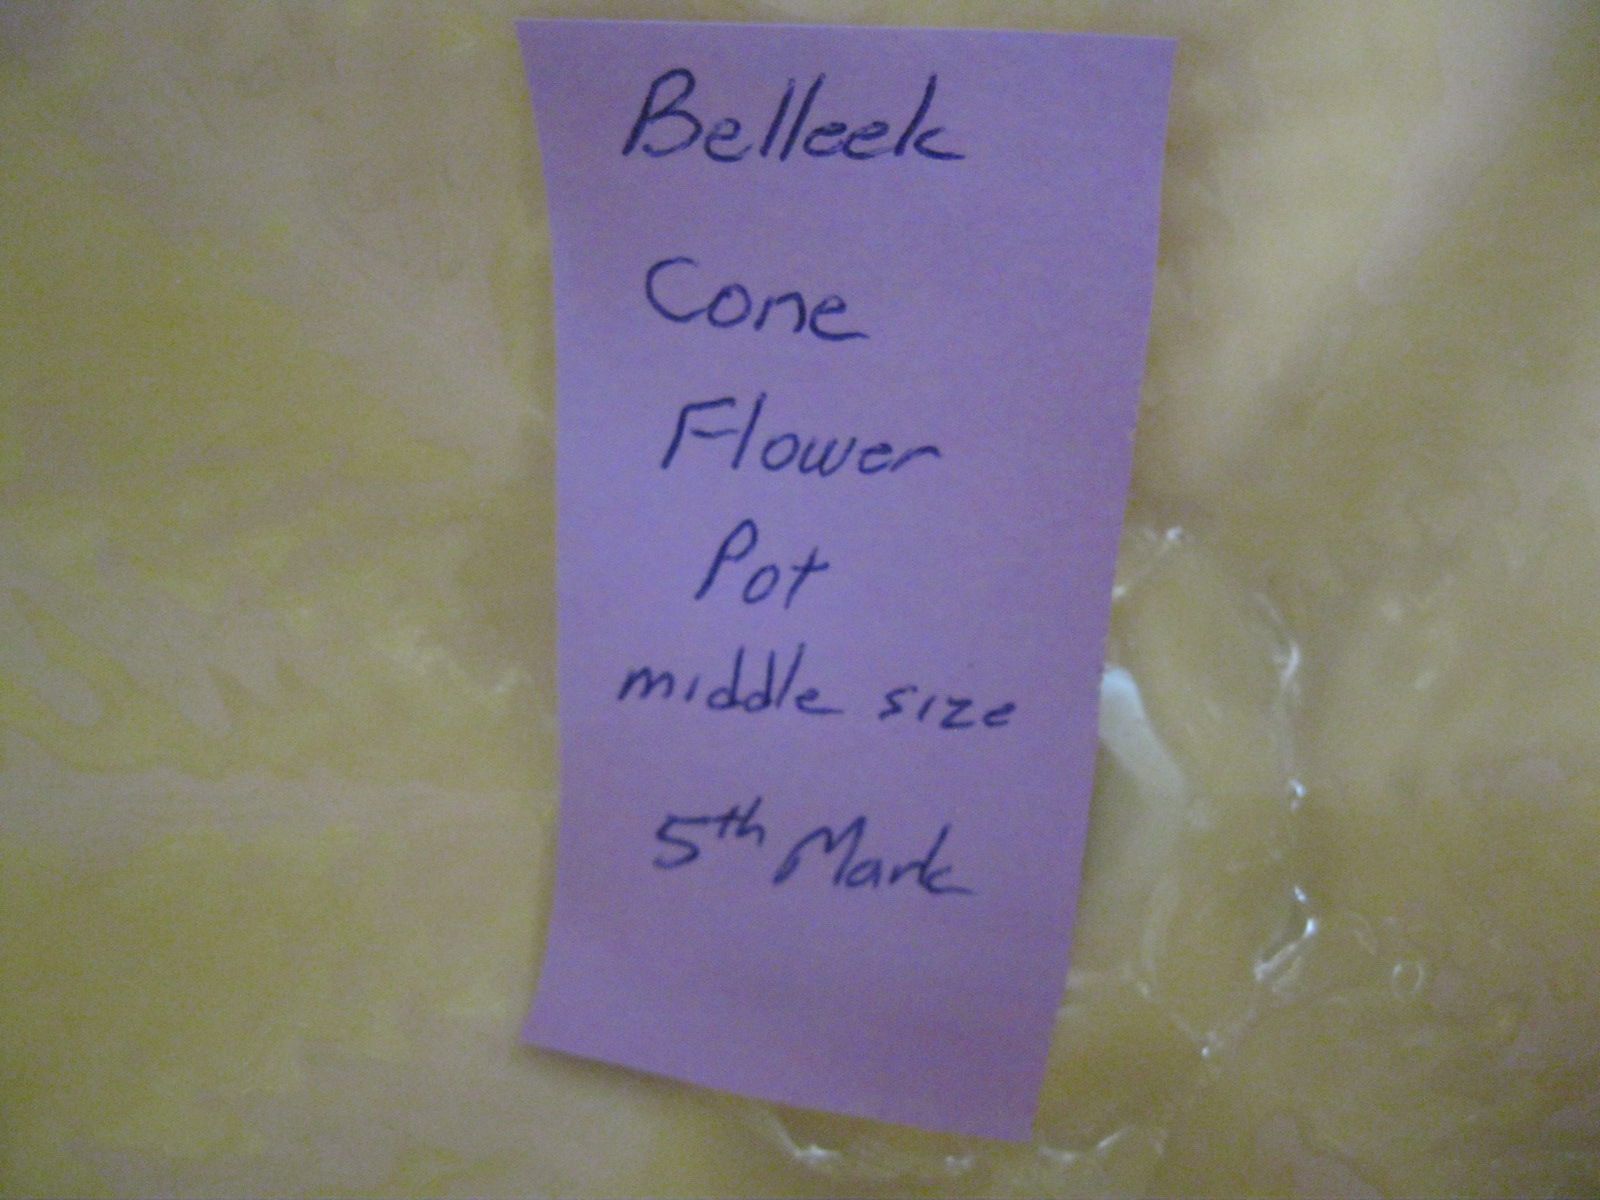 Belleek
Cone
Flower
Pot
middle size
5th Mark